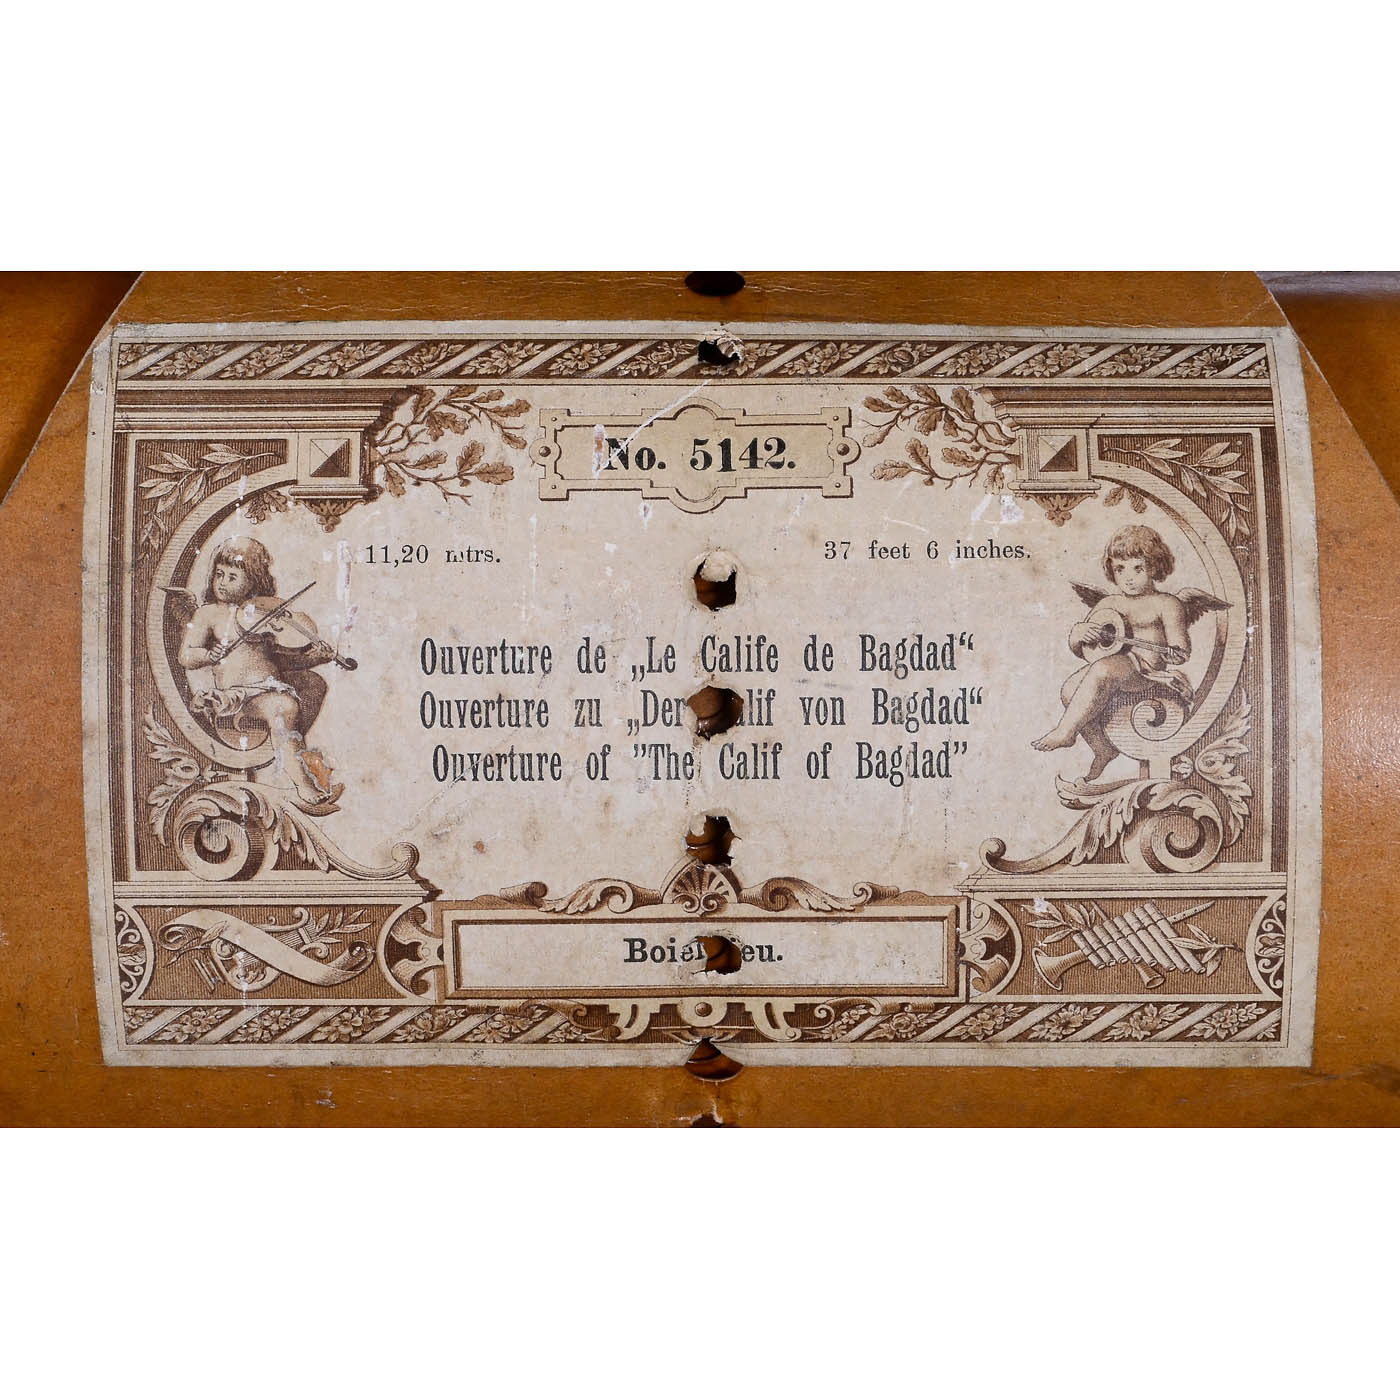 No. 5142.
11,20 mtrs. 37 feet 6 inches.
Ouverture de „Le Calife de Bagdad“
Ouverture zu „Der von Bagdad“
Ouverture of ”The Calif of Bagdad”